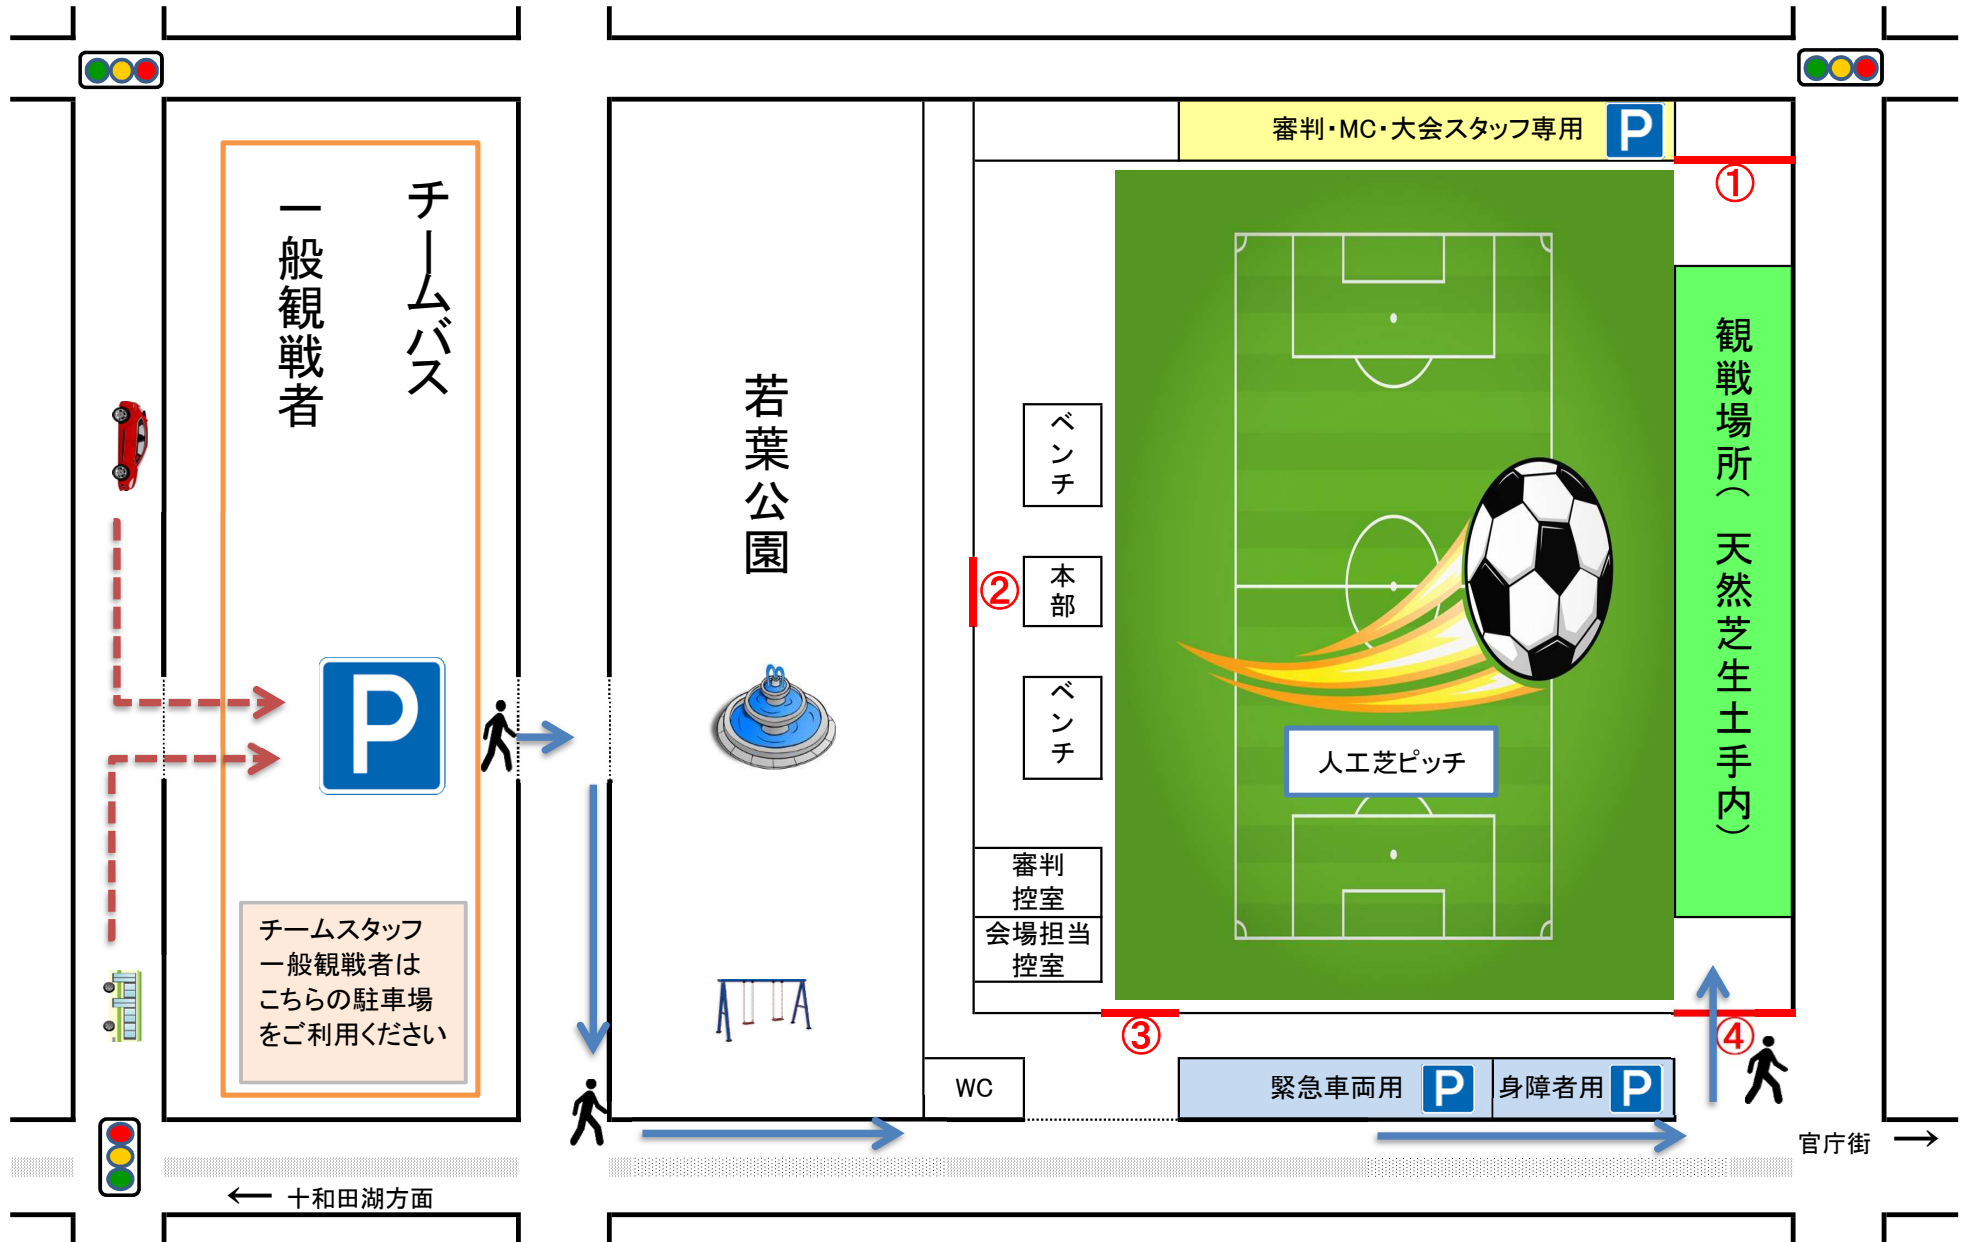 審判・MC・大会スタッフ専用
P
①
チームバス
一般観戦者
若葉公園
観戦場所（天然芝生土手内）
ベンチ
②
本部
ベンチ
P
人工芝ピッチ
審判
控室
会場担当
控室
チームスタッフ
一般観戦者は
こちらの駐車場
をご利用ください
③
④
WC
緊急車両用
P
身障者用
P
官庁街 →
← 十和田湖方面